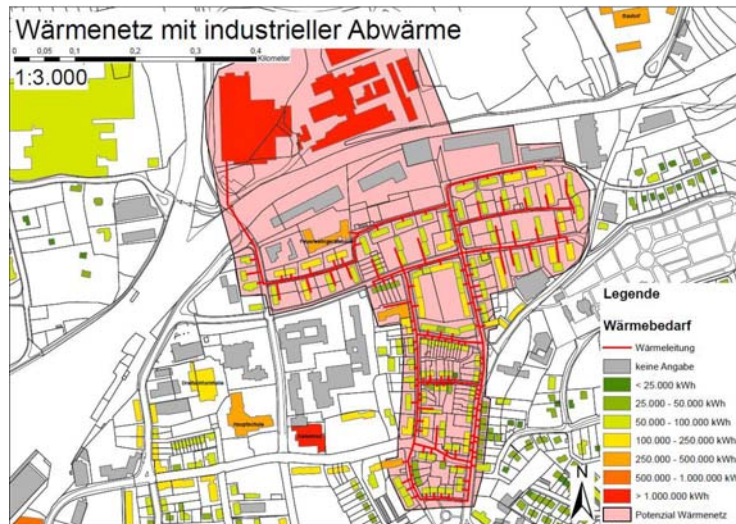 Wärmenetz mit industrieller Abwärme
0 0,05 0,1 0,2 0,3 0,4
Kilometer
1:3.000
Bauhof
Hauptschule
Legende
Wärmebedarf
Wärmeleitung
keine Angabe
< 25.000 kWh
25.000 - 50.000 kWh
50.000 - 100.000 kWh
100.000 - 250.000 kWh
250.000 - 500.000 kWh
500.000 - 1.000.000 kW
> 1.000.000 kWh
Potenzial Wärmenetz
N